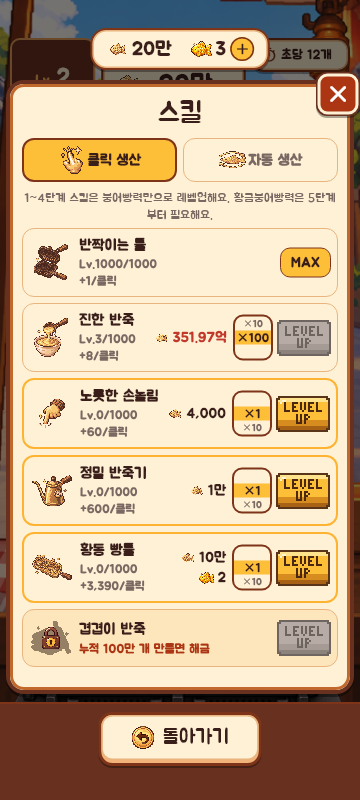 20만
3
초당 12개
2
스킬
클릭 생산
자동 생산
1~4단계 스킬은 붕어빵력만으로 레벨업해요. 황금붕어빵력은 5단계
부터 필요해요.
반짝이는 틀
Lv.1000/1000
+1/클릭
MAX
진한 반죽
Lv.3/1000
+8/클릭
351.97억
×10
×100
LEVEL
UP
노릇한 손놀림
Lv.0/1000
+60/클릭
4,000
×1
×10
LEVEL
UP
정밀 반죽기
Lv.0/1000
+600/클릭
1만
×1
×10
LEVEL
UP
황동 빵틀
Lv.0/1000
+3,390/클릭
10만
2
×1
×10
LEVEL
UP
겹겹이 반죽
누적 100만 개 만들면 해금
LEVEL
UP
돌아가기